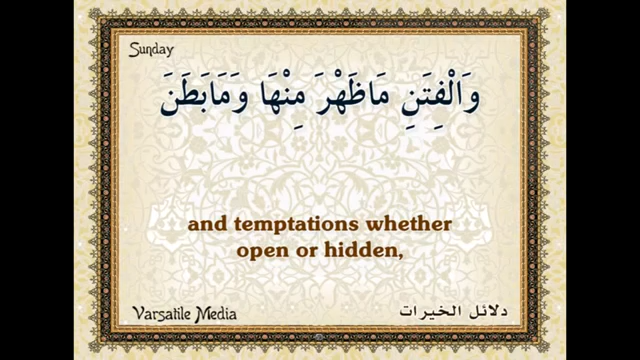 Sunday
وَالْفِتَنِ مَاظَهْرَ مِنْهَا وَمَابَطَنَ
and temptations whether
open or hidden,
Varsatile Media
دلائل الخيرات